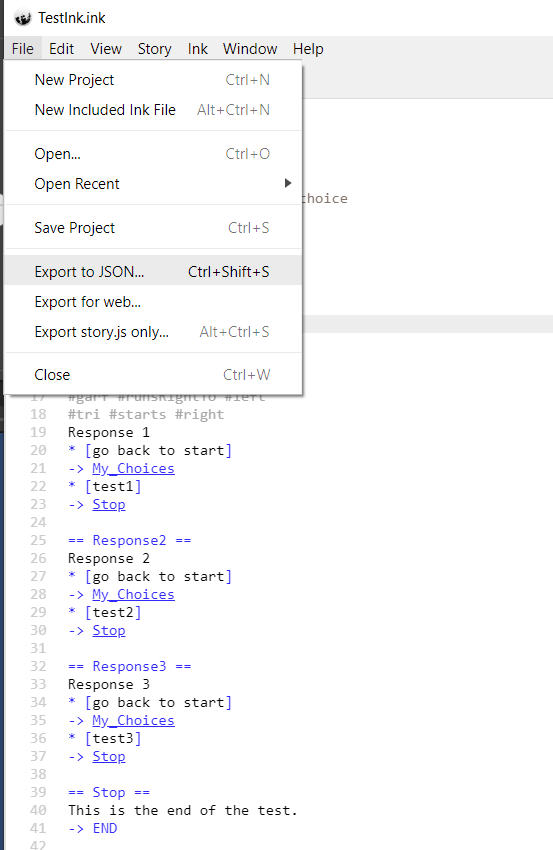 TestInk.ink
File Edit View Story Ink Window Help
New Project Ctrl+N
New Included Ink File Alt+Ctrl+N
Open... Ctrl+O
Open Recent
choice
Save Project Ctrl+S
Export to JSON... Ctrl+Shift+S
Export for web...
Export story.js only... Alt+Ctrl+S
Close Ctrl+W
17 #garf #runsRightTo #left
18 #tri #starts #right
19 Response 1
20 * [go back to start]
21 -> My_Choices
22 * [test1]
23 -> Stop
24
25 == Response2 ==
26 Response 2
27 * [go back to start]
28 -> My_Choices
29 * [test2]
30 -> Stop
31
32 == Response3 ==
33 Response 3
34 * [go back to start]
35 -> My_Choices
36 * [test3]
37 -> Stop
38
39 == Stop ==
40 This is the end of the test.
41 -> END
42